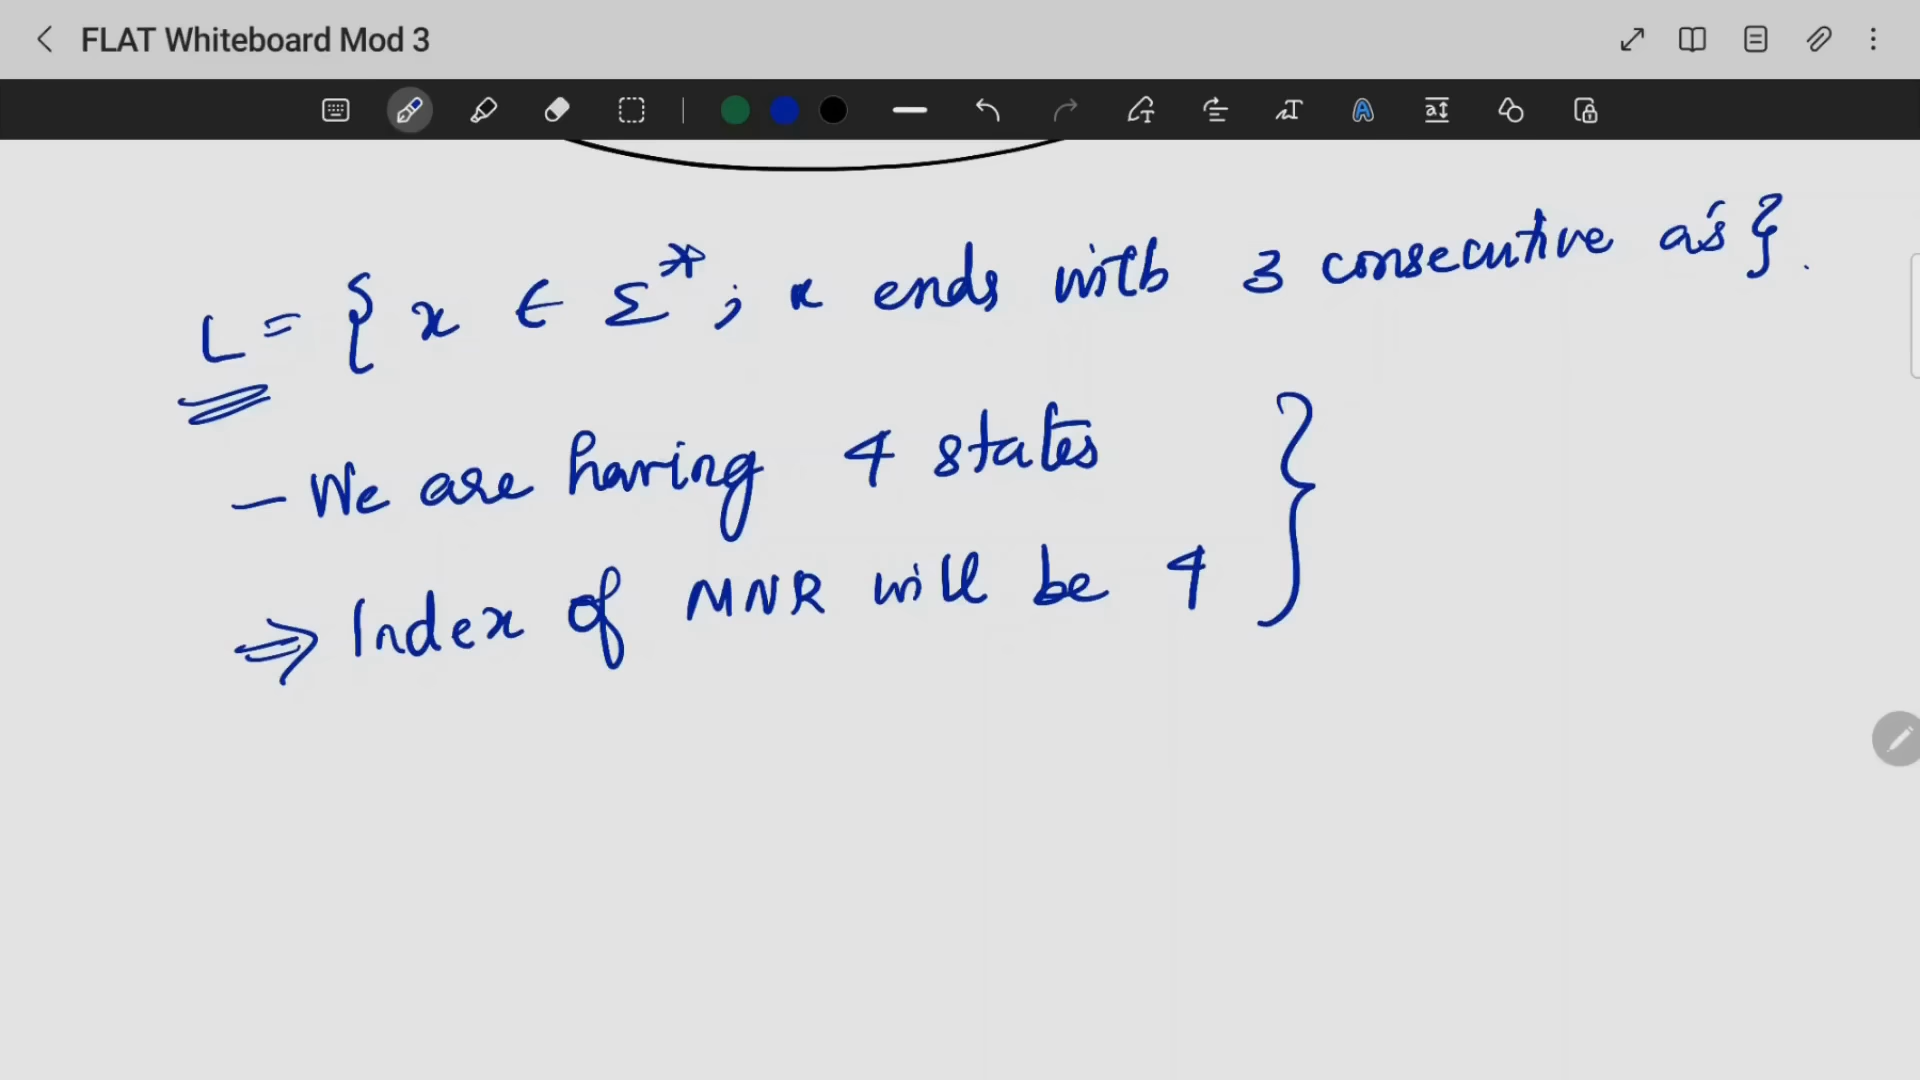 FLAT Whiteboard Mod 3
L = { x ∈ Σ* ; x ends with 3 consecutive a's } .
- We are having 4 states
⇒ Index of MNR will be 4